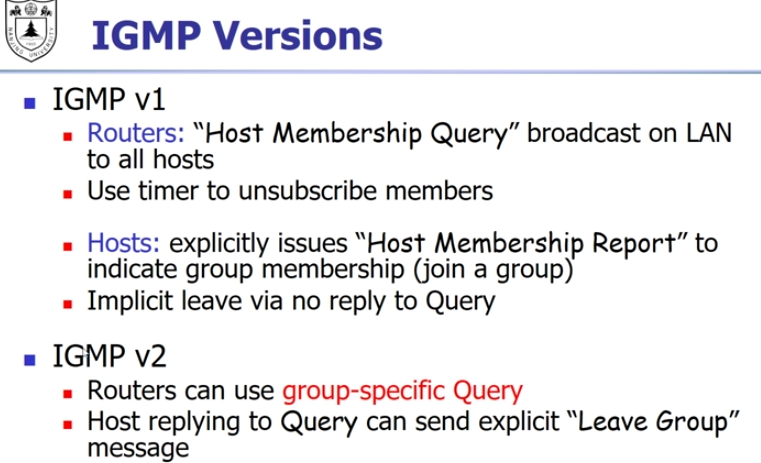 IGMP Versions
IGMP v1
Routers: “Host Membership Query” broadcast on LAN
to all hosts
Use timer to unsubscribe members
Hosts: explicitly issues “Host Membership Report” to
indicate group membership (join a group)
Implicit leave via no reply to Query
IGMP v2
Routers can use group-specific Query
Host replying to Query can send explicit “Leave Group”
message